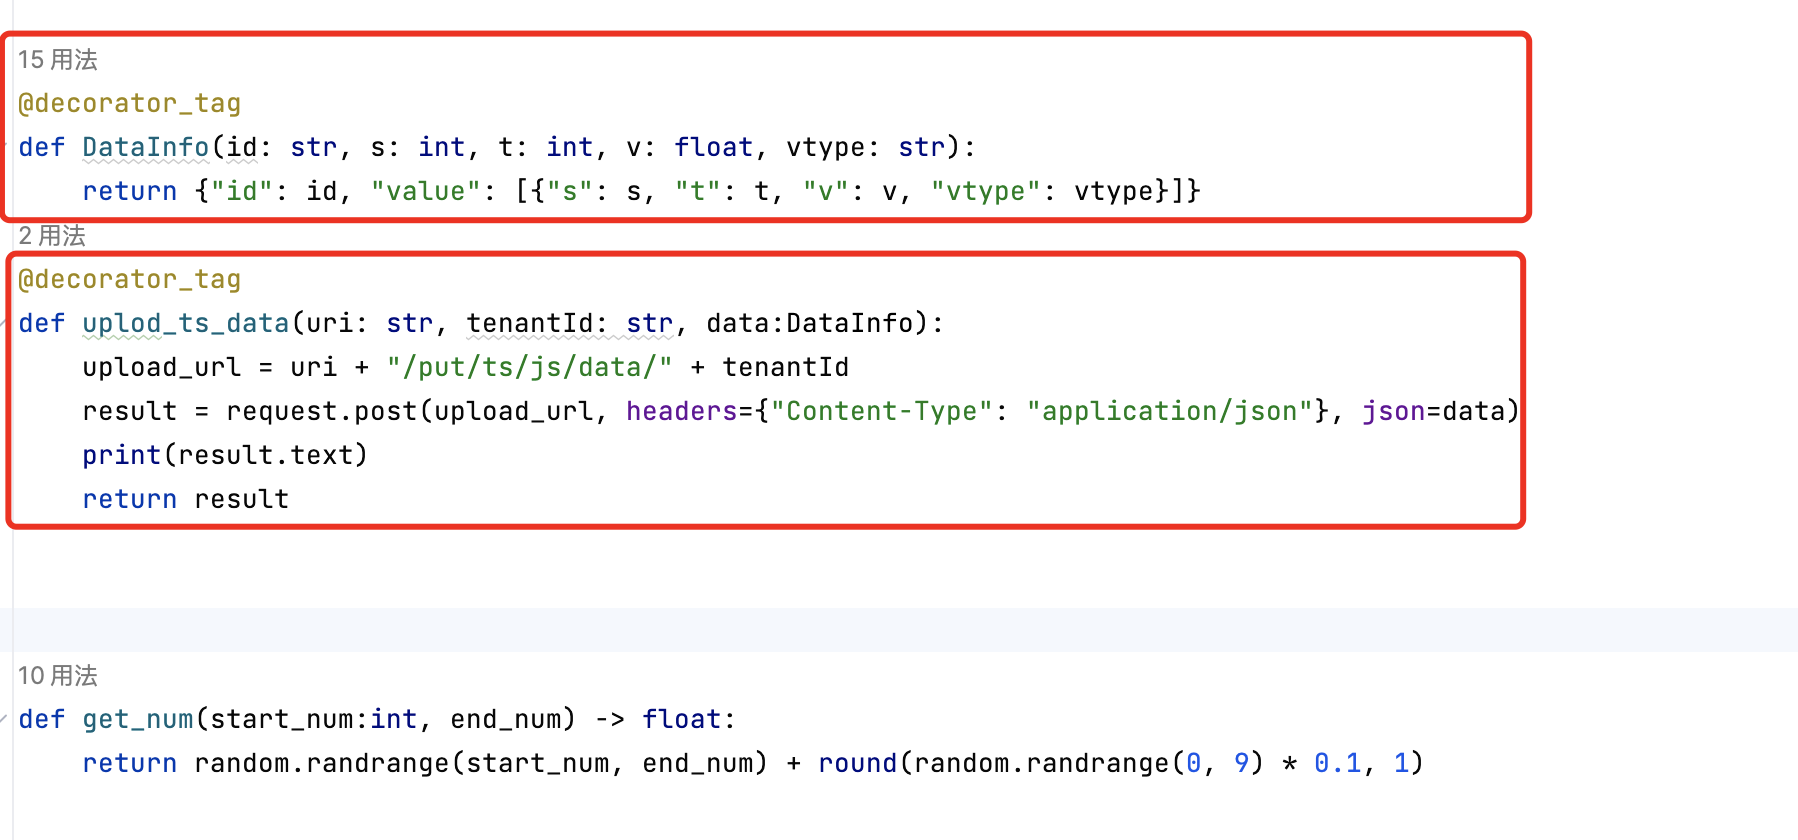 15 用法
@decorator_tag
def DataInfo(id: str, s: int, t: int, v: float, vtype: str):
    return {"id": id, "value": [{"s": s, "t": t, "v": v, "vtype": vtype}]}
2 用法
@decorator_tag
def uplod_ts_data(uri: str, tenantId: str, data:DataInfo):
    upload_url = uri + "/put/ts/js/data/" + tenantId
    result = request.post(upload_url, headers={"Content-Type": "application/json"}, json=data)
    print(result.text)
    return result
10 用法
def get_num(start_num:int, end_num) -> float:
    return random.randrange(start_num, end_num) + round(random.randrange(0, 9) * 0.1, 1)